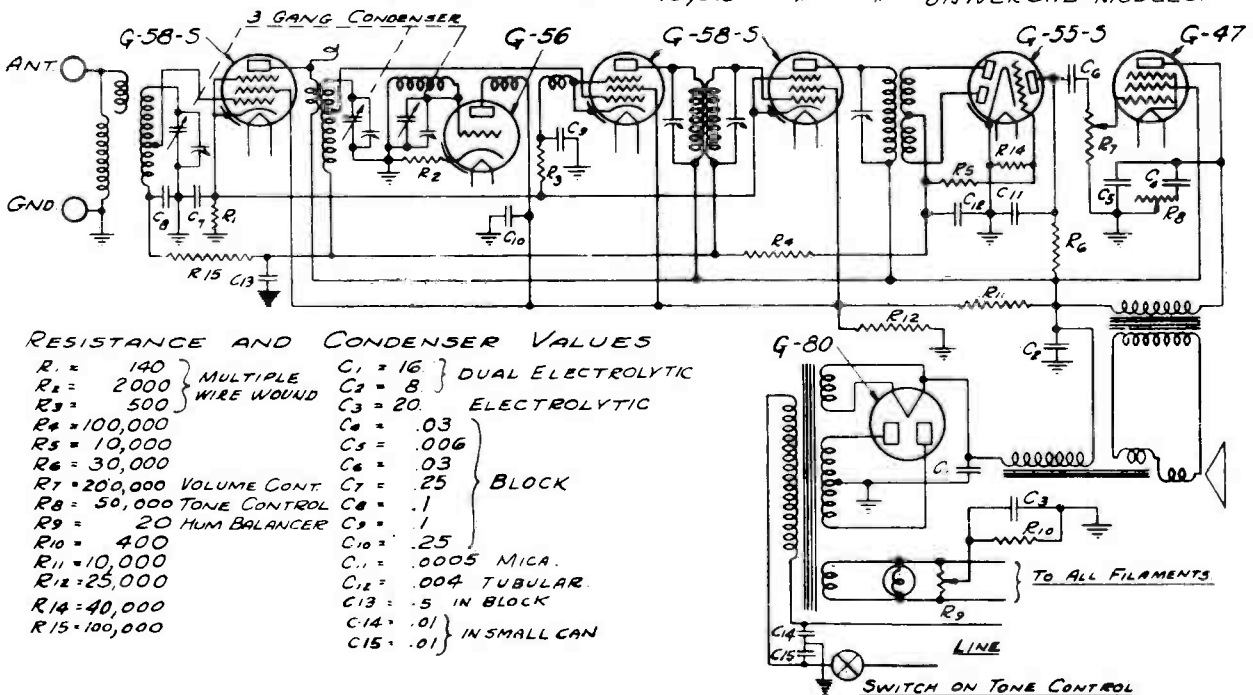 UNIVERSAL MODELS.
3 GANG CONDENSER
G-58-S
G-56
G-58-S
G-55-S
G-47
ANT.
GND
C8
C7
R1
R2
C9
R3
C10
R15
C13
R4
R5
R14
C12
C11
C6
R7
C5
C4
R8
R6
R11
R12
C2
G-80
C1
C3
R10
R9
TO ALL FILAMENTS
C14
C15
LINE
SWITCH ON TONE CONTROL
RESISTANCE AND CONDENSER VALUES
R1 = 140
R2 = 2000
R3 = 500
MULTIPLE
WIRE WOUND
R4 = 100,000
R5 = 10,000
R6 = 30,000
R7 = 200,000 VOLUME CONT.
R8 = 50,000 TONE CONTROL
R9 = 20 HUM BALANCER
R10 = 400
R11 = 10,000
R12 = 25,000
R14 = 40,000
R15 = 100,000
C1 = 16
C2 = 8
DUAL ELECTROLYTIC
C3 = 20. ELECTROLYTIC
C4 = .03
C5 = .006
C6 = .03
C7 = .25
C8 = .1
C9 = .1
C10 = .25
BLOCK
C11 = .0005 MICA.
C12 = .004 TUBULAR.
C13 = .5 IN BLOCK
C14 = .01
C15 = .01
IN SMALL CAN